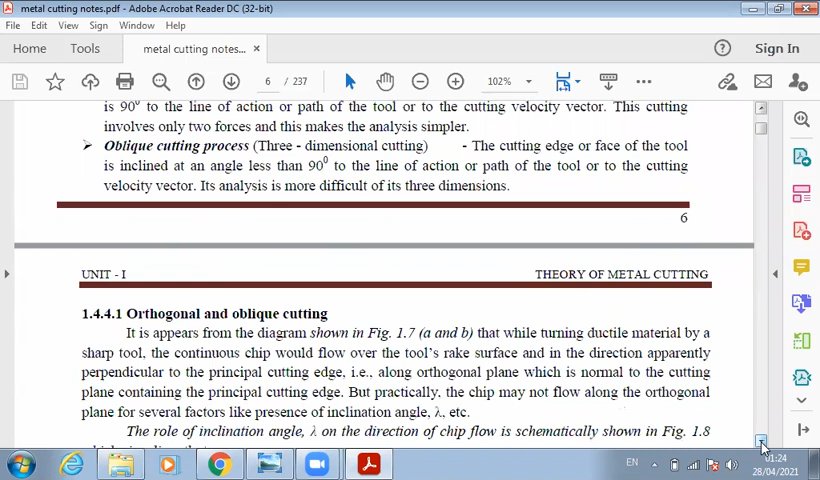 metal cutting notes.pdf - Adobe Acrobat Reader DC (32-bit)
File Edit View Sign Window Help
Home Tools metal cutting notes... × Sign In
6 / 237 102%
is 90⁰ to the line of action or path of the tool or to the cutting velocity vector. This cutting
involves only two forces and this makes the analysis simpler.
➢ Oblique cutting process (Three - dimensional cutting) - The cutting edge or face of the tool
is inclined at an angle less than 90⁰ to the line of action or path of the tool or to the cutting
velocity vector. Its analysis is more difficult of its three dimensions.
6
UNIT - I THEORY OF METAL CUTTING
1.4.4.1 Orthogonal and oblique cutting
It is appears from the diagram shown in Fig. 1.7 (a and b) that while turning ductile material by a
sharp tool, the continuous chip would flow over the tool's rake surface and in the direction apparently
perpendicular to the principal cutting edge, i.e., along orthogonal plane which is normal to the cutting
plane containing the principal cutting edge. But practically, the chip may not flow along the orthogonal
plane for several factors like presence of inclination angle, λ, etc.
The role of inclination angle, λ on the direction of chip flow is schematically shown in Fig. 1.8
EN 01:24
28/04/2021